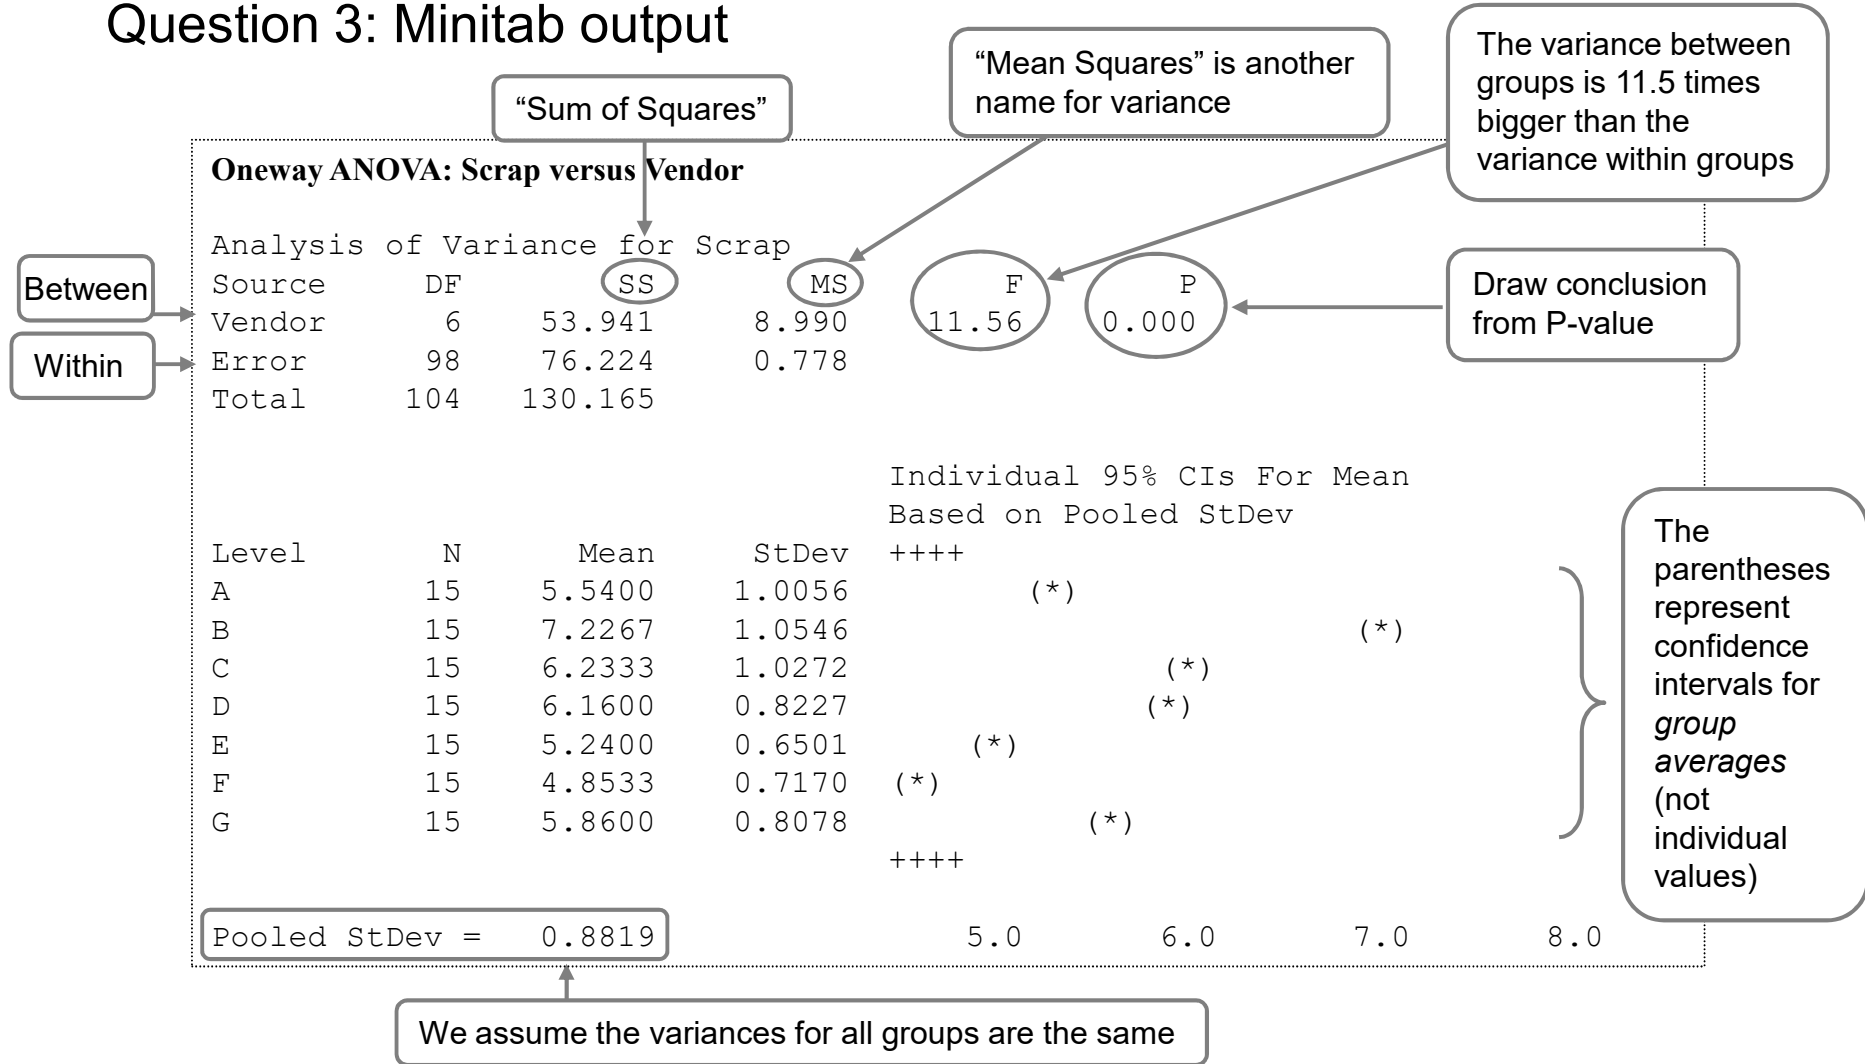 Question 3: Minitab output
“Sum of Squares”
“Mean Squares” is another
name for variance
The variance between
groups is 11.5 times
bigger than the
variance within groups
Oneway ANOVA: Scrap versus Vendor
Analysis of Variance for Scrap
Source DF SS MS F P
Vendor 6 53.941 8.990 11.56 0.000
Error 98 76.224 0.778
Total 104 130.165
Between
Within
Draw conclusion
from P-value
Individual 95% CIs For Mean
Based on Pooled StDev
Level N Mean StDev ++++
A 15 5.5400 1.0056 (*)
B 15 7.2267 1.0546 (*)
C 15 6.2333 1.0272 (*)
D 15 6.1600 0.8227 (*)
E 15 5.2400 0.6501 (*)
F 15 4.8533 0.7170 (*)
G 15 5.8600 0.8078 (*)
++++
Pooled StDev = 0.8819 5.0 6.0 7.0 8.0
The
parentheses
represent
confidence
intervals for
group
averages
(not
individual
values)
We assume the variances for all groups are the same